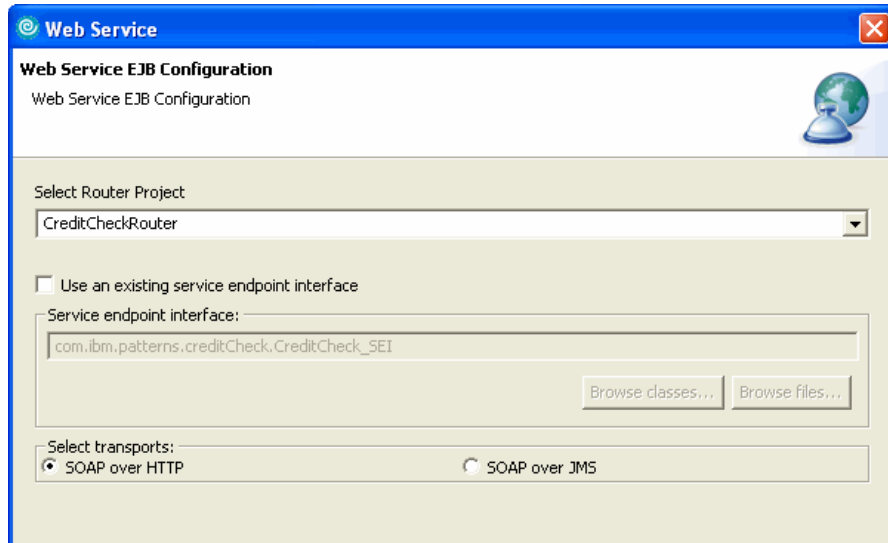 Web Service
Web Service EJB Configuration
Web Service EJB Configuration
Select Router Project
CreditCheckRouter
Use an existing service endpoint interface
Service endpoint interface:
com.ibm.patterns.creditCheck.CreditCheck_SEI
Browse classes... Browse files...
Select transports:
SOAP over HTTP SOAP over JMS